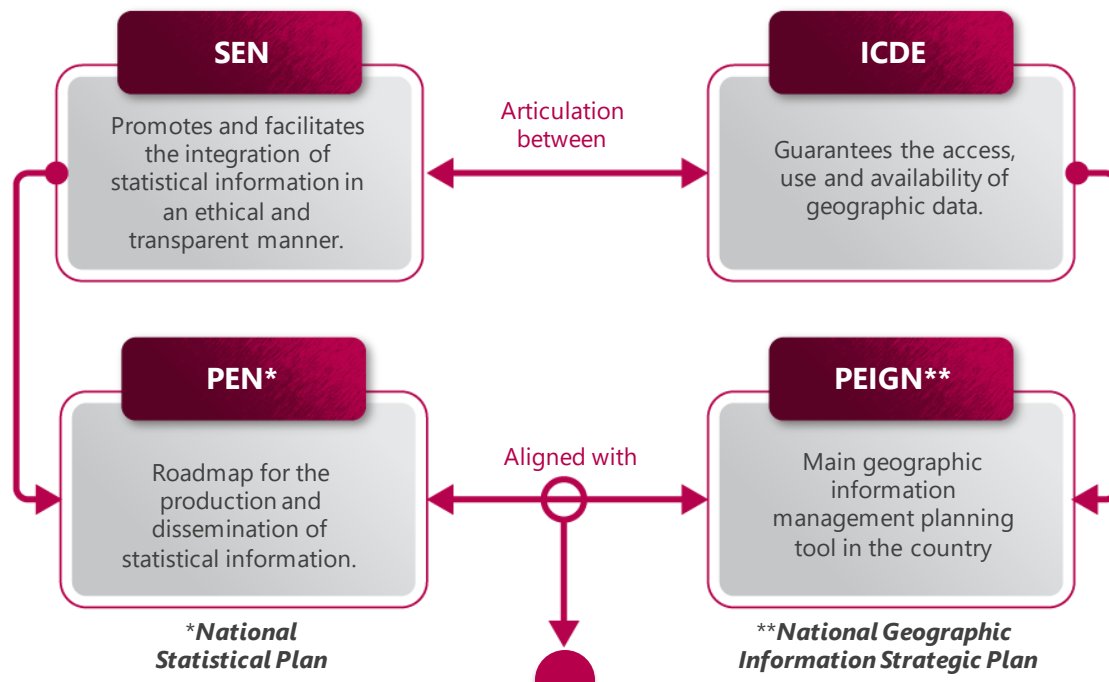 SEN
Promotes and facilitates
the integration of
statistical information in
an ethical and
transparent manner.
Articulation
between
ICDE
Guarantees the access,
use and availability of
geographic data.
PEN*
Roadmap for the
production and
dissemination of
statistical information.
Aligned with
PEIGN**
Main geographic
information
management planning
tool in the country
*National
Statistical Plan
**National Geographic
Information Strategic Plan